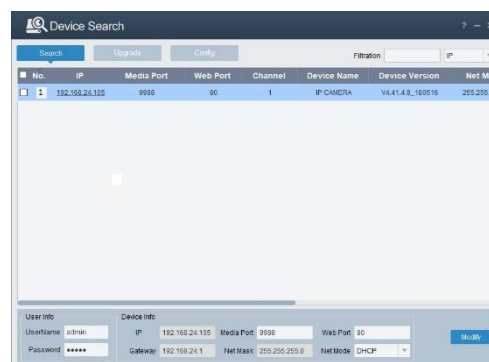 Device Search
? –
Search Upgrade Config Filtration IP
No. IP Media Port Web Port Channel Device Name Device Version Net M
1 192.168.24.105 9988 80 1 IP CAMERA V4.41.4.8_180516 255.255
User Info Device Info
UserName admin IP 192.168.24.105 Media Port 9988 Web Port 80
Modify
Password ●●●●● Gateway 192.168.24.1 Net Mask 255.255.255.0 Net Mode DHCP